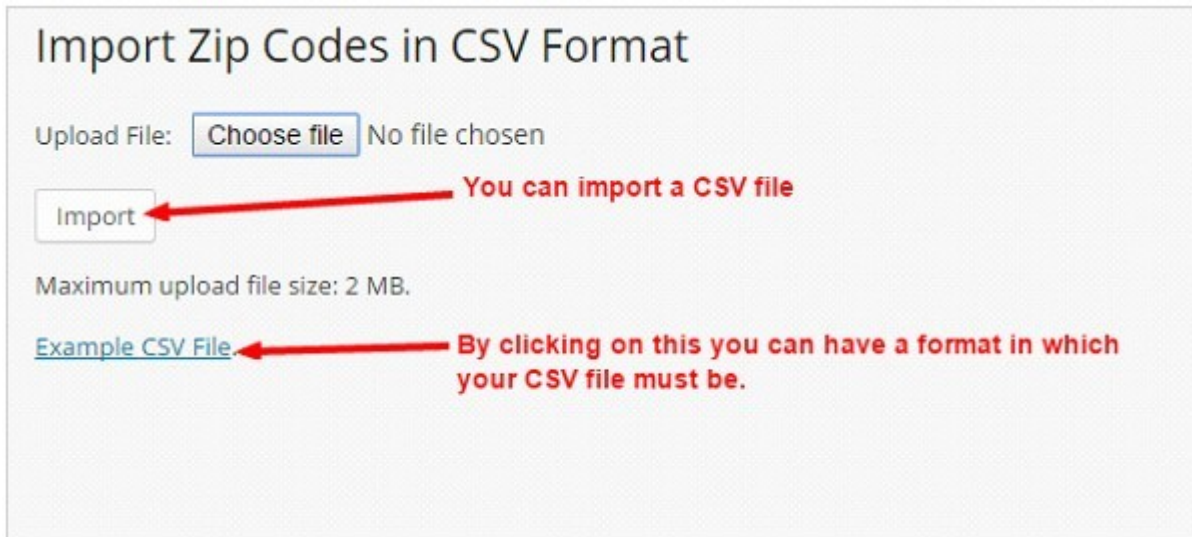 Import Zip Codes in CSV Format
Upload File: Choose file No file chosen
You can import a CSV file
Import
Maximum upload file size: 2 MB.
Example CSV File.
By clicking on this you can have a format in which
your CSV file must be.